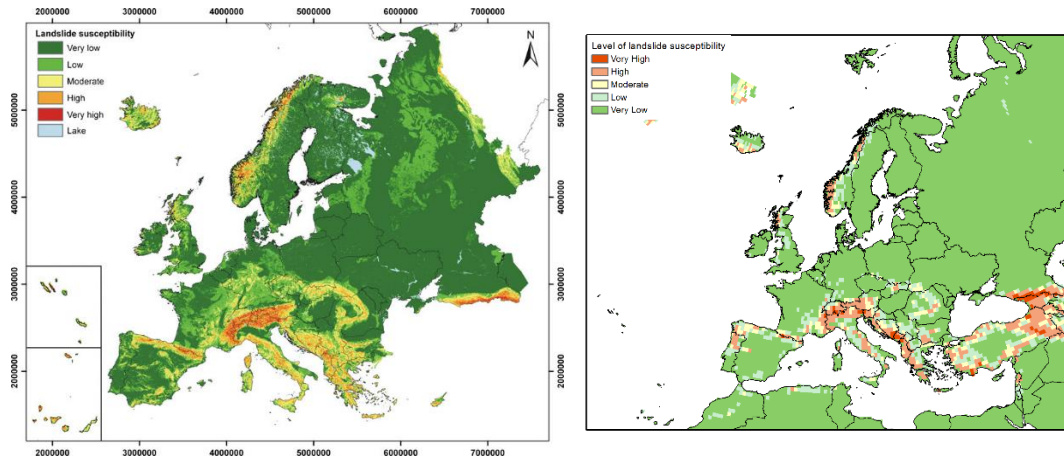 2000000 3000000 4000000 5000000 6000000 7000000
Landslide susceptibility
Very low
Low
Moderate
High
Very high
Lake
N
5000000
4000000
3000000
2000000
5000000
4000000
3000000
2000000
2000000 3000000 4000000 5000000 6000000 7000000
Level of landslide susceptibility
Very High
High
Moderate
Low
Very Low